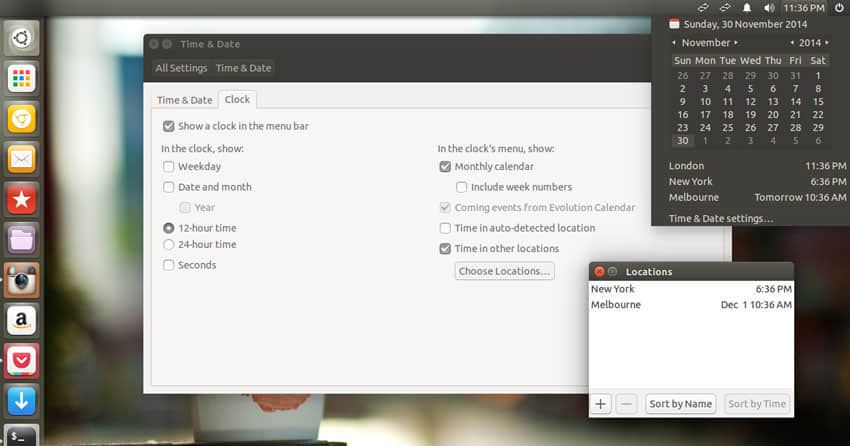 11:36 PM
Sunday, 30 November 2014
November 2014
Sun Mon Tue Wed Thu Fri Sat
26 27 28 29 30 31 1
2 3 4 5 6 7 8
9 10 11 12 13 14 15
16 17 18 19 20 21 22
23 24 25 26 27 28 29
30 1 2 3 4 5 6
London 11:36 PM
New York 6:36 PM
Melbourne Tomorrow 10:36 AM
Time & Date settings...
Time & Date
All Settings Time & Date
Time & Date Clock
Show a clock in the menu bar
In the clock, show:
Weekday
Date and month
Year
12-hour time
24-hour time
Seconds
In the clock's menu, show:
Monthly calendar
Include week numbers
Coming events from Evolution Calendar
Time in auto-detected location
Time in other locations
Choose Locations...
Locations
New York 6:36 PM
Melbourne Dec 1 10:36 AM
+ − Sort by Name Sort by Time
a
$_